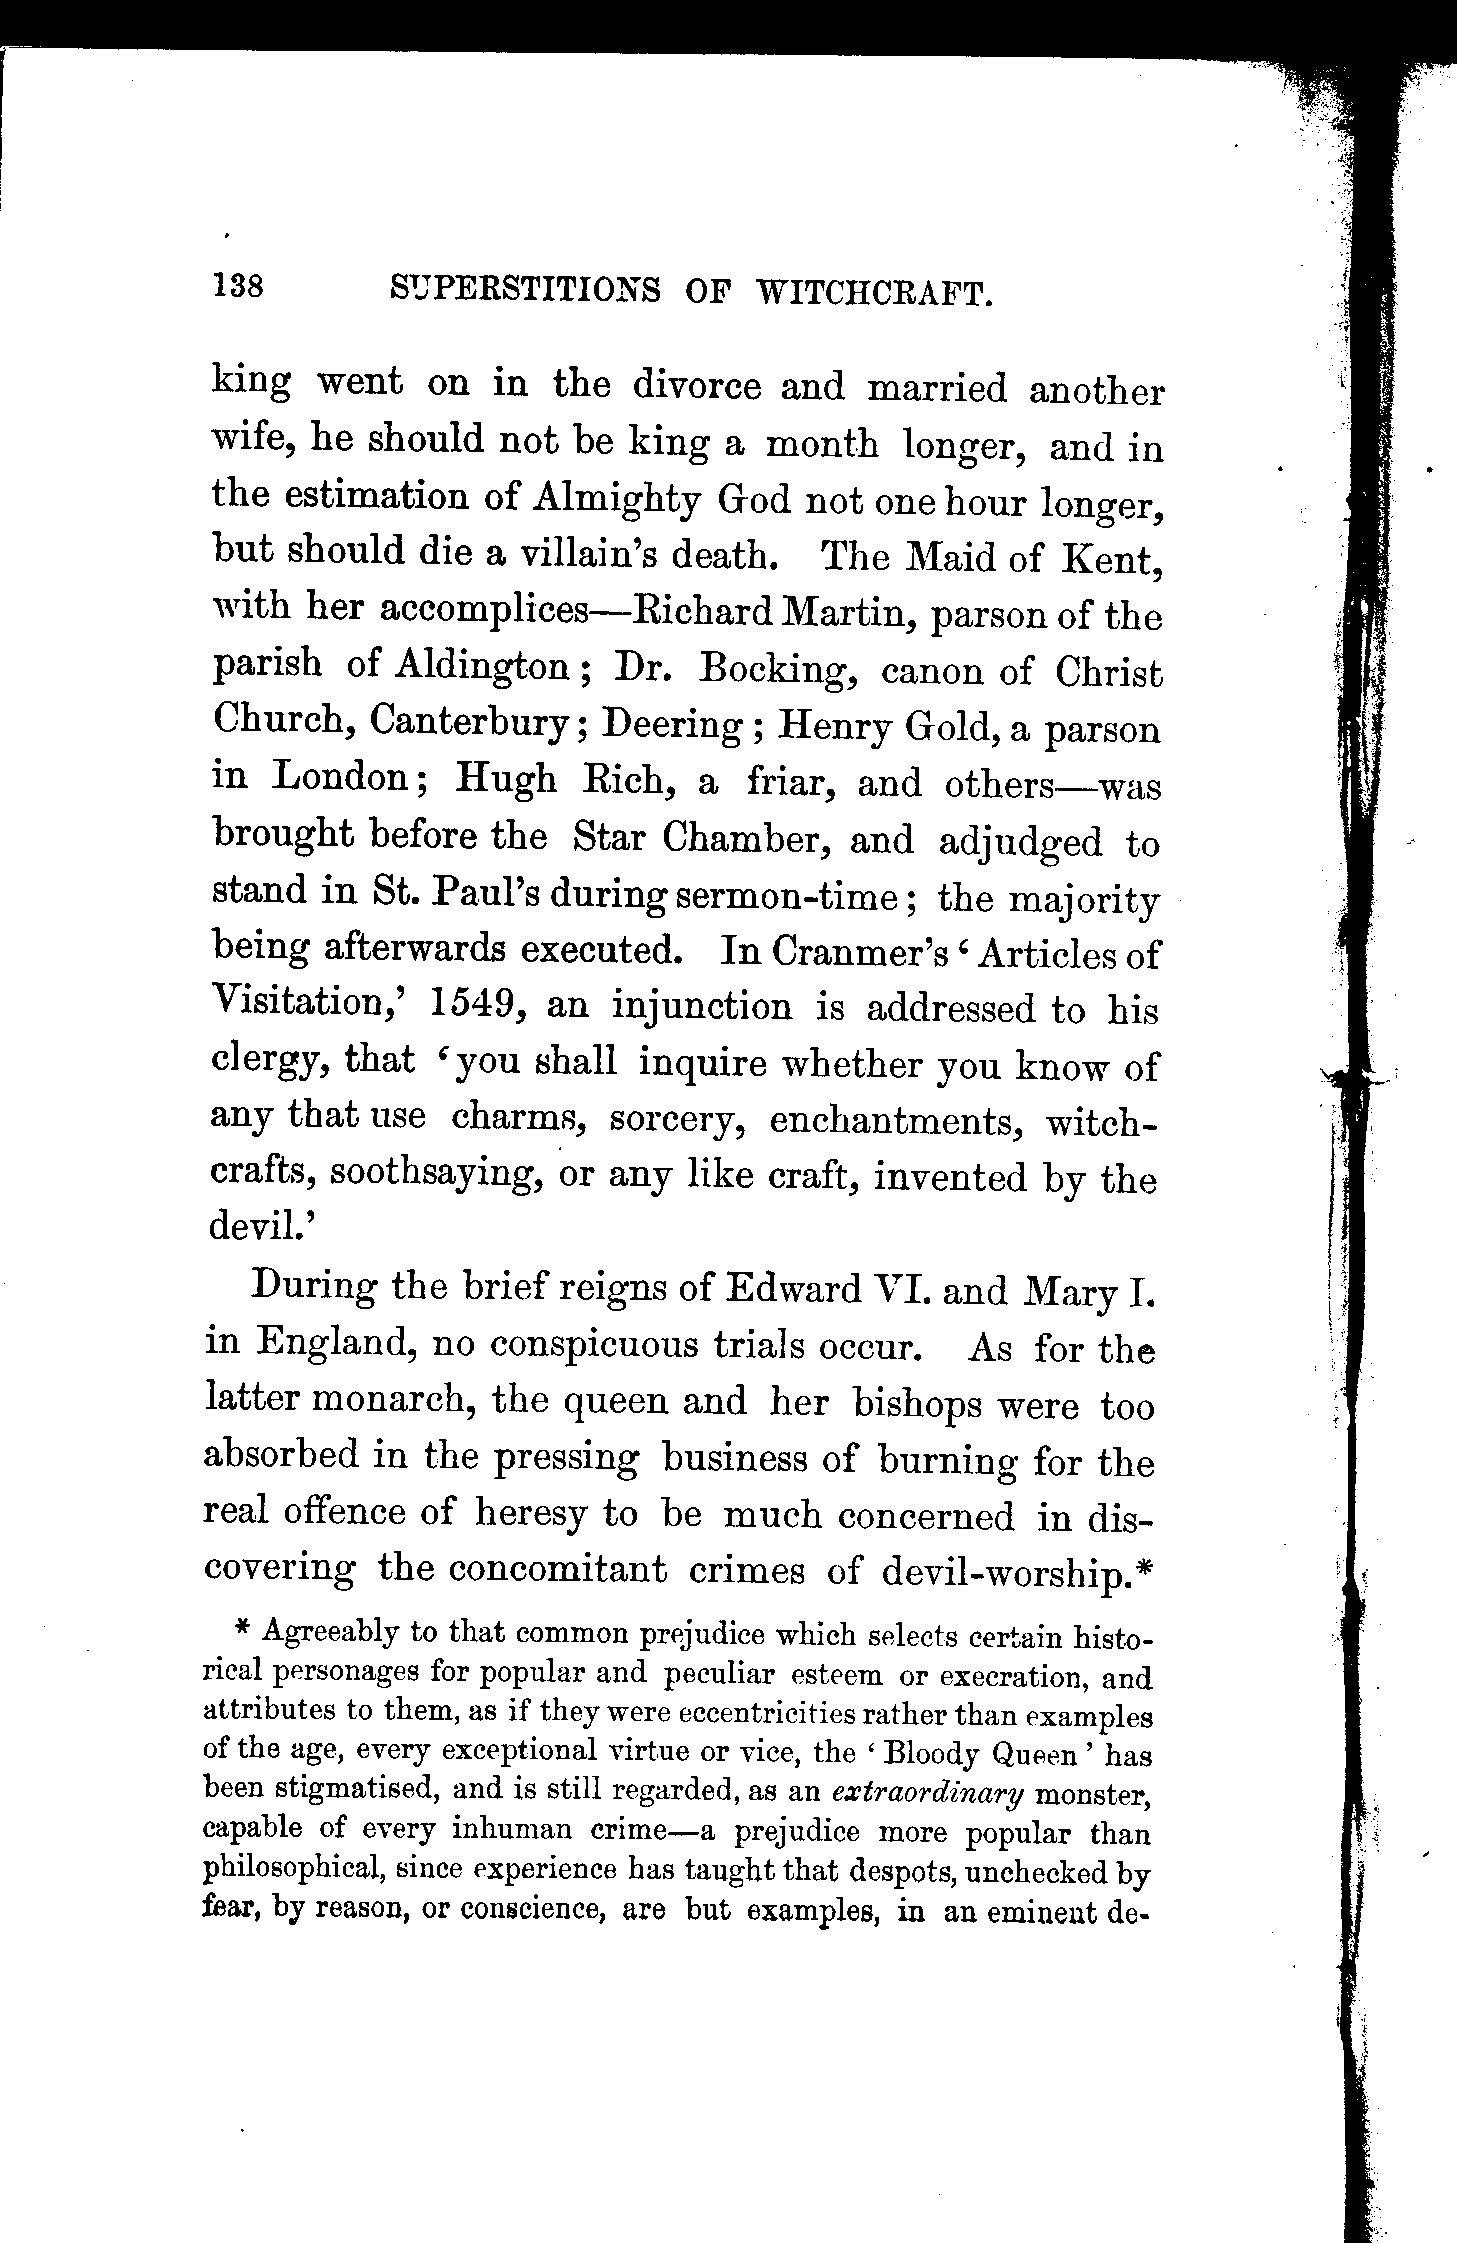 138 SUPERSTITIONS OF WITCHCRAFT.
king went on in the divorce and married another
wife, he should not be king a month longer, and in
the estimation of Almighty God not one hour longer,
but should die a villain's death. The Maid of Kent,
with her accomplices—Richard Martin, parson of the
parish of Aldington; Dr. Bocking, canon of Christ
Church, Canterbury; Deering; Henry Gold, a parson
in London; Hugh Rich, a friar, and others—was
brought before the Star Chamber, and adjudged to
stand in St. Paul's during sermon-time; the majority
being afterwards executed. In Cranmer's ‘Articles of
Visitation,’ 1549, an injunction is addressed to his
clergy, that ‘you shall inquire whether you know of
any that use charms, sorcery, enchantments, witch-
crafts, soothsaying, or any like craft, invented by the
devil.’
During the brief reigns of Edward VI. and Mary I.
in England, no conspicuous trials occur. As for the
latter monarch, the queen and her bishops were too
absorbed in the pressing business of burning for the
real offence of heresy to be much concerned in dis-
covering the concomitant crimes of devil-worship.*
* Agreeably to that common prejudice which selects certain histo-
rical personages for popular and peculiar esteem or execration, and
attributes to them, as if they were eccentricities rather than examples
of the age, every exceptional virtue or vice, the ‘Bloody Queen’ has
been stigmatised, and is still regarded, as an extraordinary monster,
capable of every inhuman crime—a prejudice more popular than
philosophical, since experience has taught that despots, unchecked by
fear, by reason, or conscience, are but examples, in an eminent de-